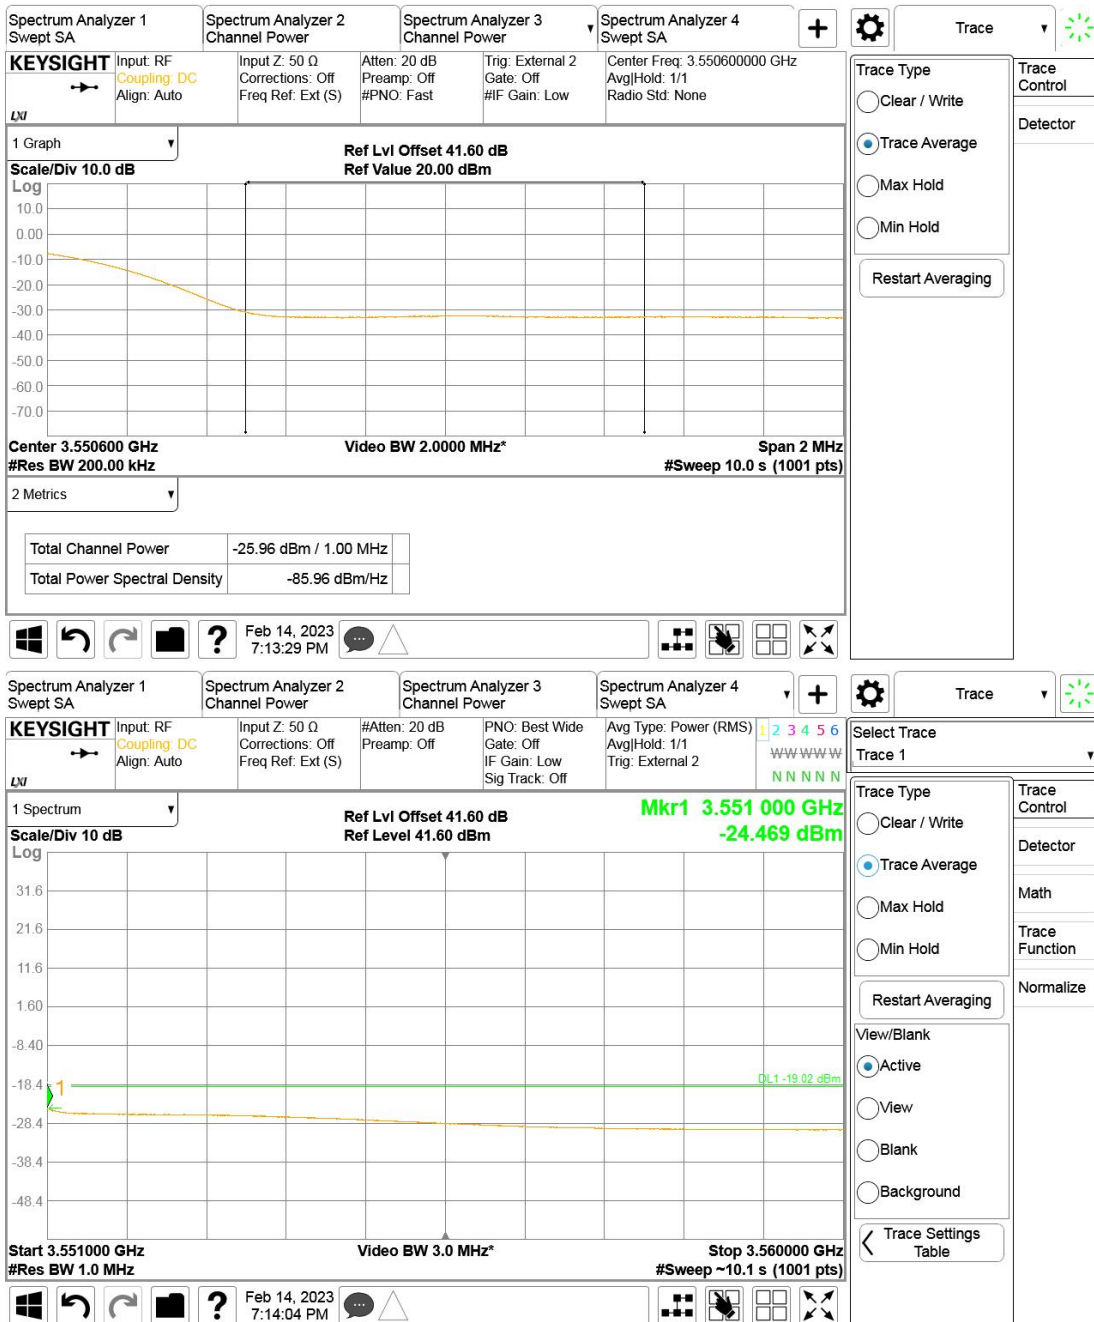 Spectrum Analyzer 1
Swept SA
Spectrum Analyzer 2
Channel Power
Spectrum Analyzer 3
Channel Power
Spectrum Analyzer 4
Swept SA
Trace
KEYSIGHT
LXI
Input: RF
Coupling: DC
Align: Auto
Input Z: 50 Ω
Corrections: Off
Freq Ref: Ext (S)
Atten: 20 dB
Preamp: Off
#PNO: Fast
Trig: External 2
Gate: Off
#IF Gain: Low
Center Freq: 3.550600000 GHz
Avg|Hold: 1/1
Radio Std: None
Trace Type
Clear / Write
Trace Average
Max Hold
Min Hold
Restart Averaging
Trace
Control
Detector
1 Graph
Scale/Div 10.0 dB
Ref Lvl Offset 41.60 dB
Ref Value 20.00 dBm
Log
10.0
0.00
-10.0
-20.0
-30.0
-40.0
-50.0
-60.0
-70.0
Center 3.550600 GHz
#Res BW 200.00 kHz
Video BW 2.0000 MHz*
Span 2 MHz
#Sweep 10.0 s (1001 pts)
2 Metrics
Total Channel Power -25.96 dBm / 1.00 MHz
Total Power Spectral Density -85.96 dBm/Hz
?
Feb 14, 2023
7:13:29 PM
Spectrum Analyzer 1
Swept SA
Spectrum Analyzer 2
Channel Power
Spectrum Analyzer 3
Channel Power
Spectrum Analyzer 4
Swept SA
Trace
KEYSIGHT
LXI
Input: RF
Coupling: DC
Align: Auto
Input Z: 50 Ω
Corrections: Off
Freq Ref: Ext (S)
#Atten: 20 dB
Preamp: Off
PNO: Best Wide
Gate: Off
IF Gain: Low
Sig Track: Off
Avg Type: Power (RMS)
Avg|Hold: 1/1
Trig: External 2
1 2 3 4 5 6
W W W W W
N N N N N
Select Trace
Trace 1
Trace Type
Clear / Write
Trace Average
Max Hold
Min Hold
Restart Averaging
View/Blank
Active
View
Blank
Background
Trace Settings
Table
Trace
Control
Detector
Math
Trace
Function
Normalize
1 Spectrum
Scale/Div 10 dB
Ref Lvl Offset 41.60 dB
Ref Level 41.60 dBm
Mkr1 3.551 000 GHz
-24.469 dBm
Log
31.6
21.6
11.6
1.60
-8.40
-18.4
-28.4
-38.4
-48.4
1
DL1 -19.02 dBm
Start 3.551000 GHz
#Res BW 1.0 MHz
Video BW 3.0 MHz*
Stop 3.560000 GHz
#Sweep ~10.1 s (1001 pts)
?
Feb 14, 2023
7:14:04 PM